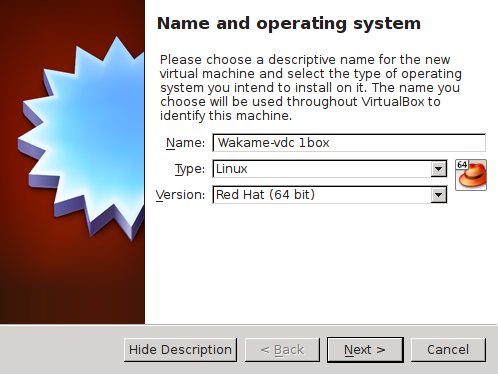 Name and operating system
Please choose a descriptive name for the new
virtual machine and select the type of operating
system you intend to install on it. The name you
choose will be used throughout VirtualBox to
identify this machine.
Name: Wakame-vdc 1box
Type: Linux
64
Version: Red Hat (64 bit)
Hide Description < Back Next > Cancel